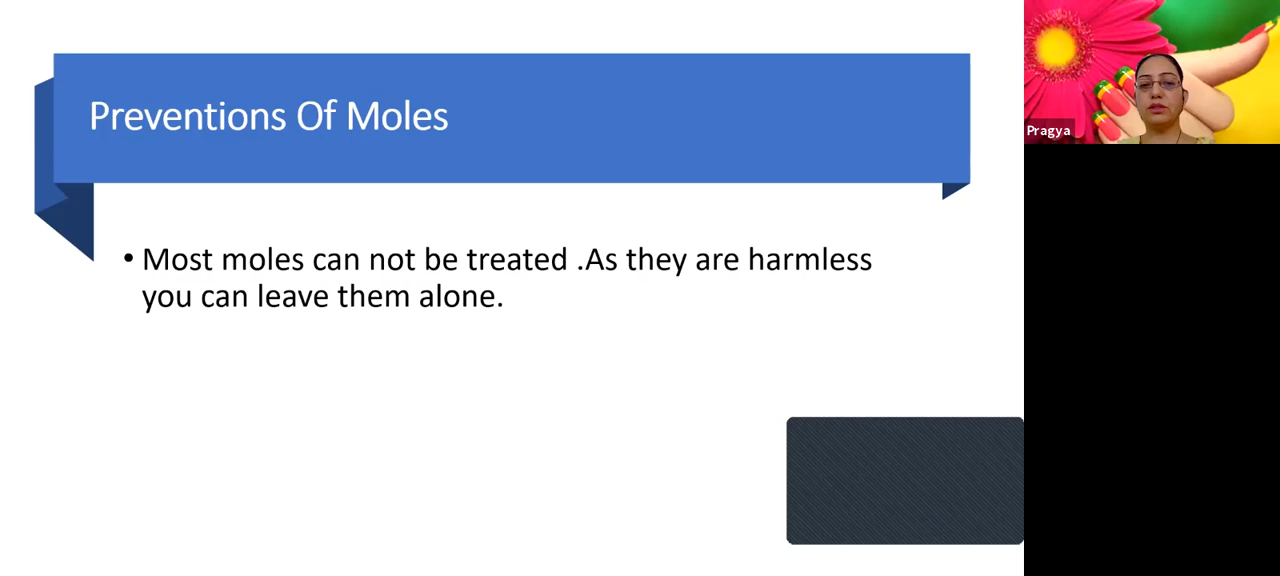 Preventions Of Moles
• Most moles can not be treated .As they are harmless
you can leave them alone.
Pragya